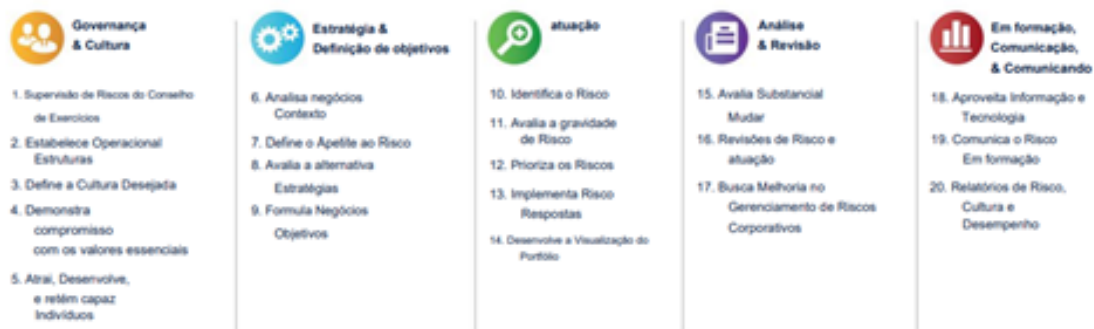 Governança
& Cultura
1. Supervisão de Riscos do Conselho
de Exercícios
2. Estabelece Operacional
Estruturas
3. Define a Cultura Desejada
4. Demonstra
compromisso
com os valores essenciais
5. Atrai, Desenvolve,
e retém capaz
Indivíduos
Estratégia &
Definição de objetivos
6. Analisa negócios
Contexto
7. Define o Apetite ao Risco
8. Avalia a alternativa
Estratégias
9. Formula Negócios
Objetivos
atuação
10. Identifica o Risco
11. Avalia a gravidade
de Risco
12. Prioriza os Riscos
13. Implementa Risco
Respostas
14. Desenvolve a Visualização do
Portfólio
Análise
& Revisão
15. Avalia Substancial
Mudar
16. Revisões de Risco e
atuação
17. Busca Melhoria no
Gerenciamento de Riscos
Corporativos
Em formação,
Comunicação,
& Comunicando
18. Aproveita Informação e
Tecnologia
19. Comunica o Risco
Em formação
20. Relatórios de Risco,
Cultura e
Desempenho